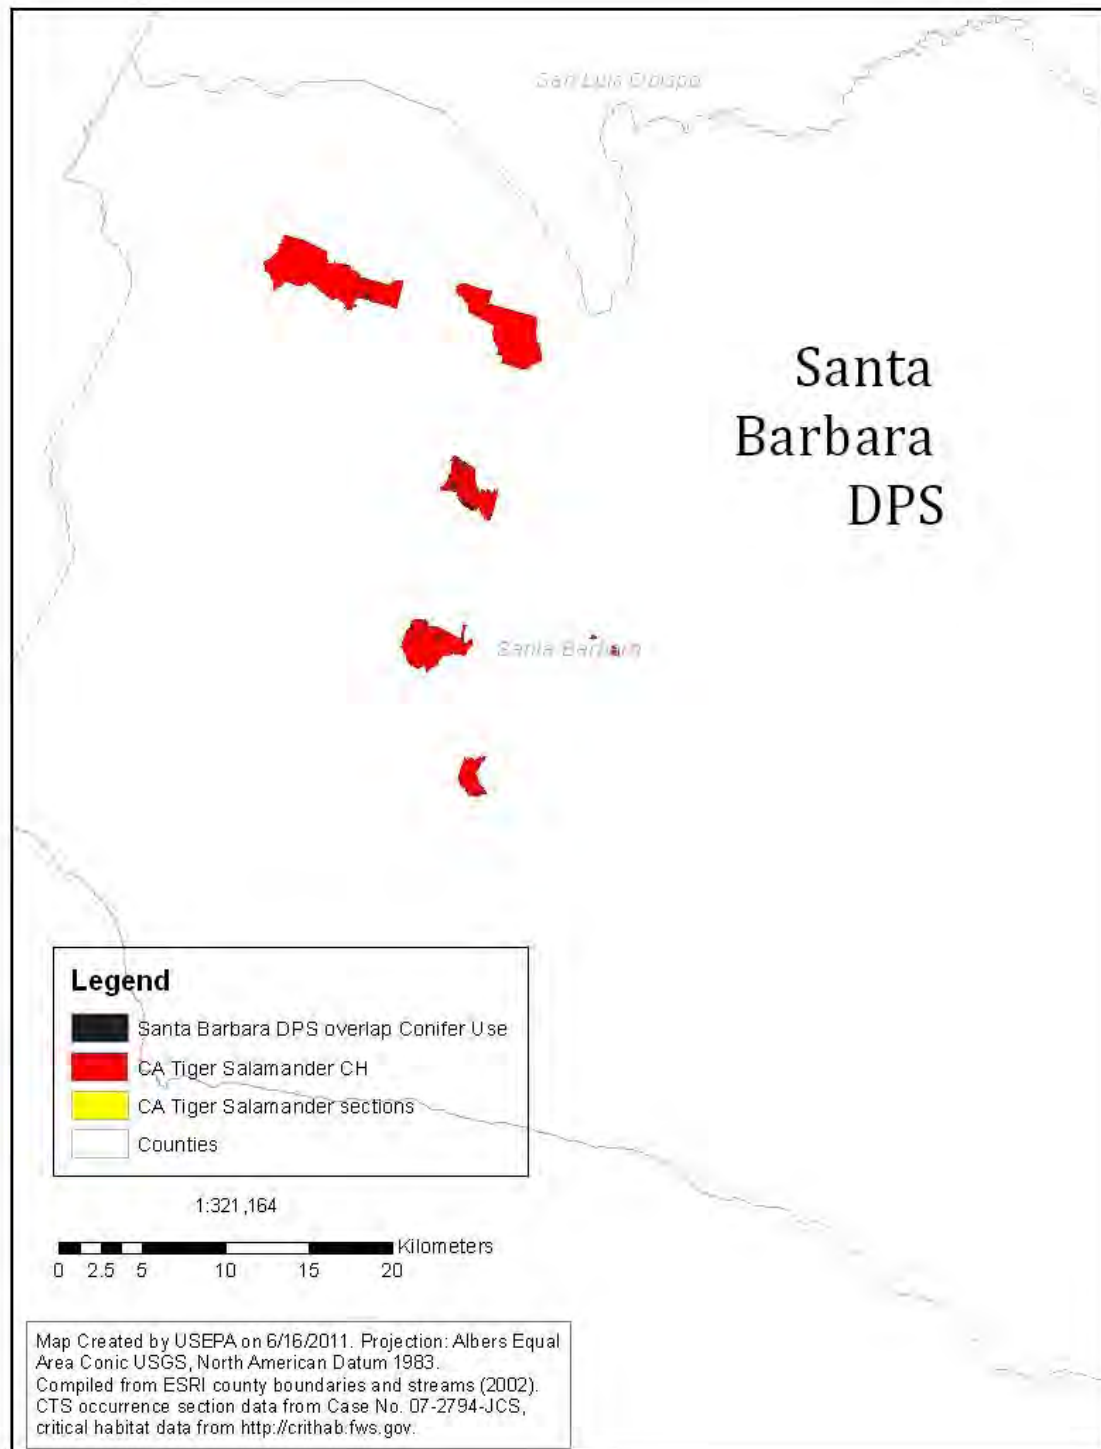 San Luis Obispo
Santa
Barbara
DPS
Santa Barbara
Legend
Santa Barbara DPS overlap Conifer Use
CA Tiger Salamander CH
CA Tiger Salamander sections
Counties
1:321,164
Kilometers
0 2.5 5 10 15 20
Map Created by USEPA on 6/16/2011. Projection: Albers Equal
Area Conic USGS, North American Datum 1983.
Compiled from ESRI county boundaries and streams (2002).
CTS occurrence section data from Case No. 07-2794-JCS,
critical habitat data from http://crithab.fws.gov.